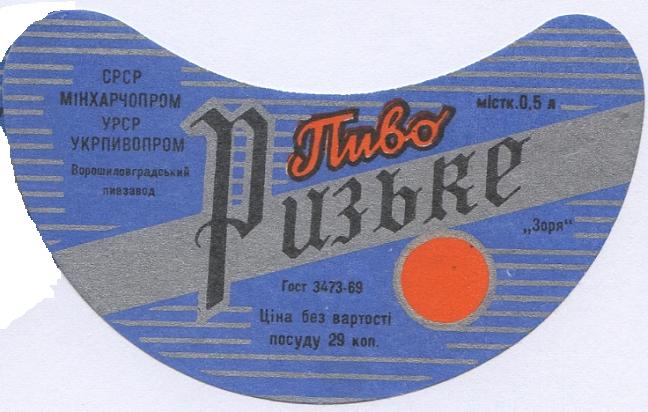 СРСР
МІНХАРЧОПРОМ
УРСР
УКРПИВОПРОМ
Ворошиловградський
пивзавод
містк. 0,5 л
Пиво
Ризьке
„Зоря“
Гост 3473-69
Ціна без вартості
посуду 29 коп.